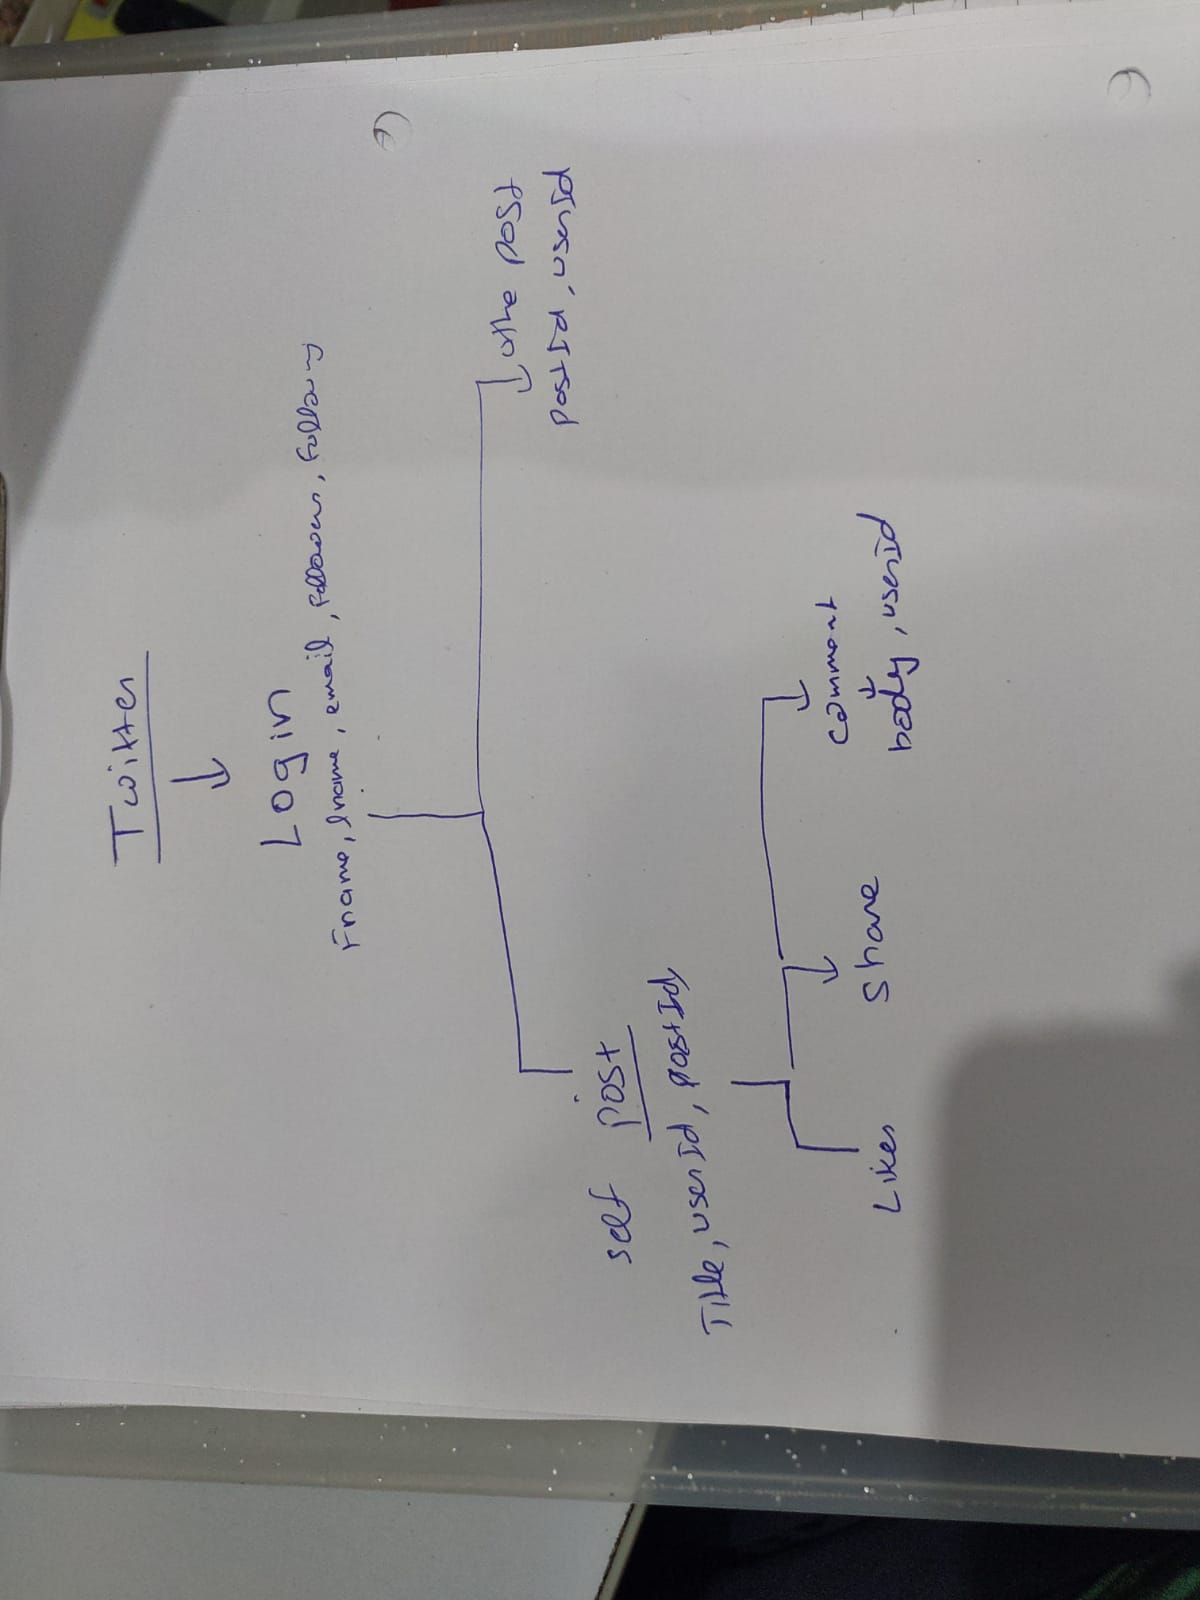 Twitter
Login
Fname, lname, email, followers, following
self post
othe post
Title, userId, postId
postId, userId
Likes
Share
comment
body, userid